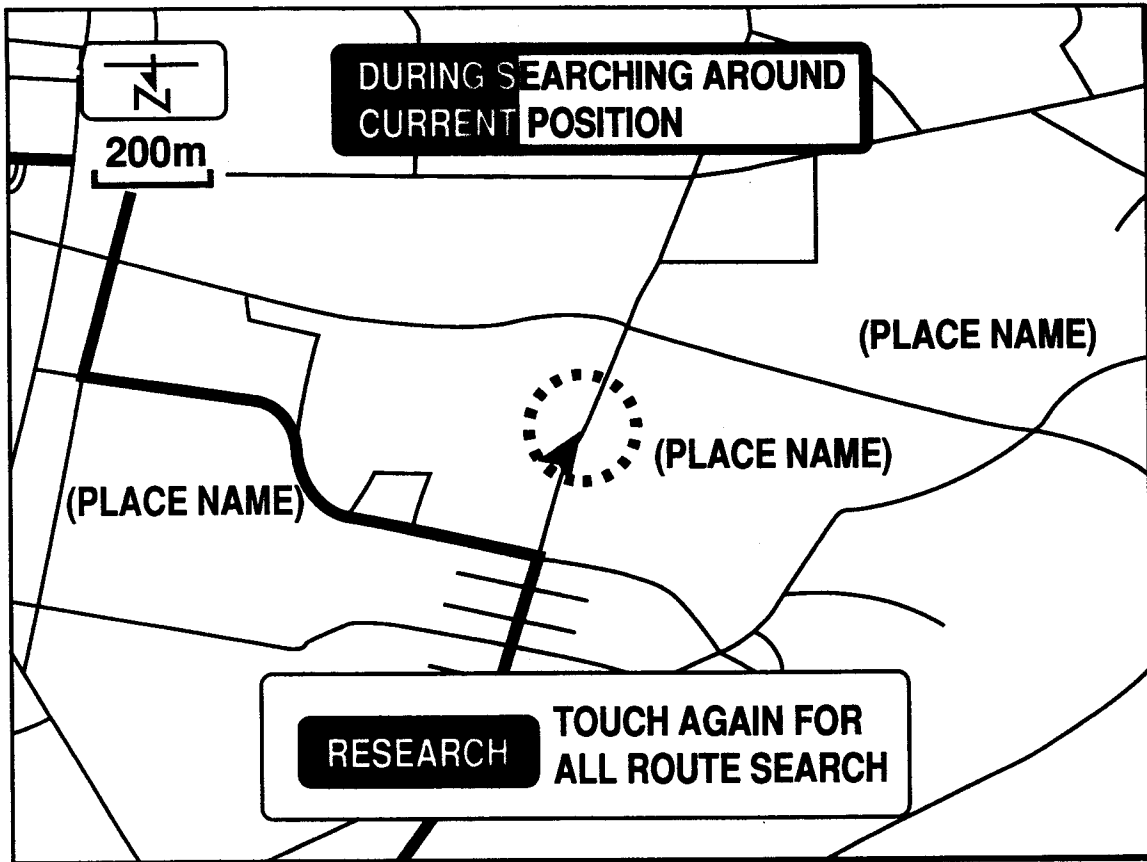 N
200m
DURING SEARCHING AROUND
CURRENT POSITION
(PLACE NAME)
(PLACE NAME)
(PLACE NAME)
RESEARCH
TOUCH AGAIN FOR
ALL ROUTE SEARCH